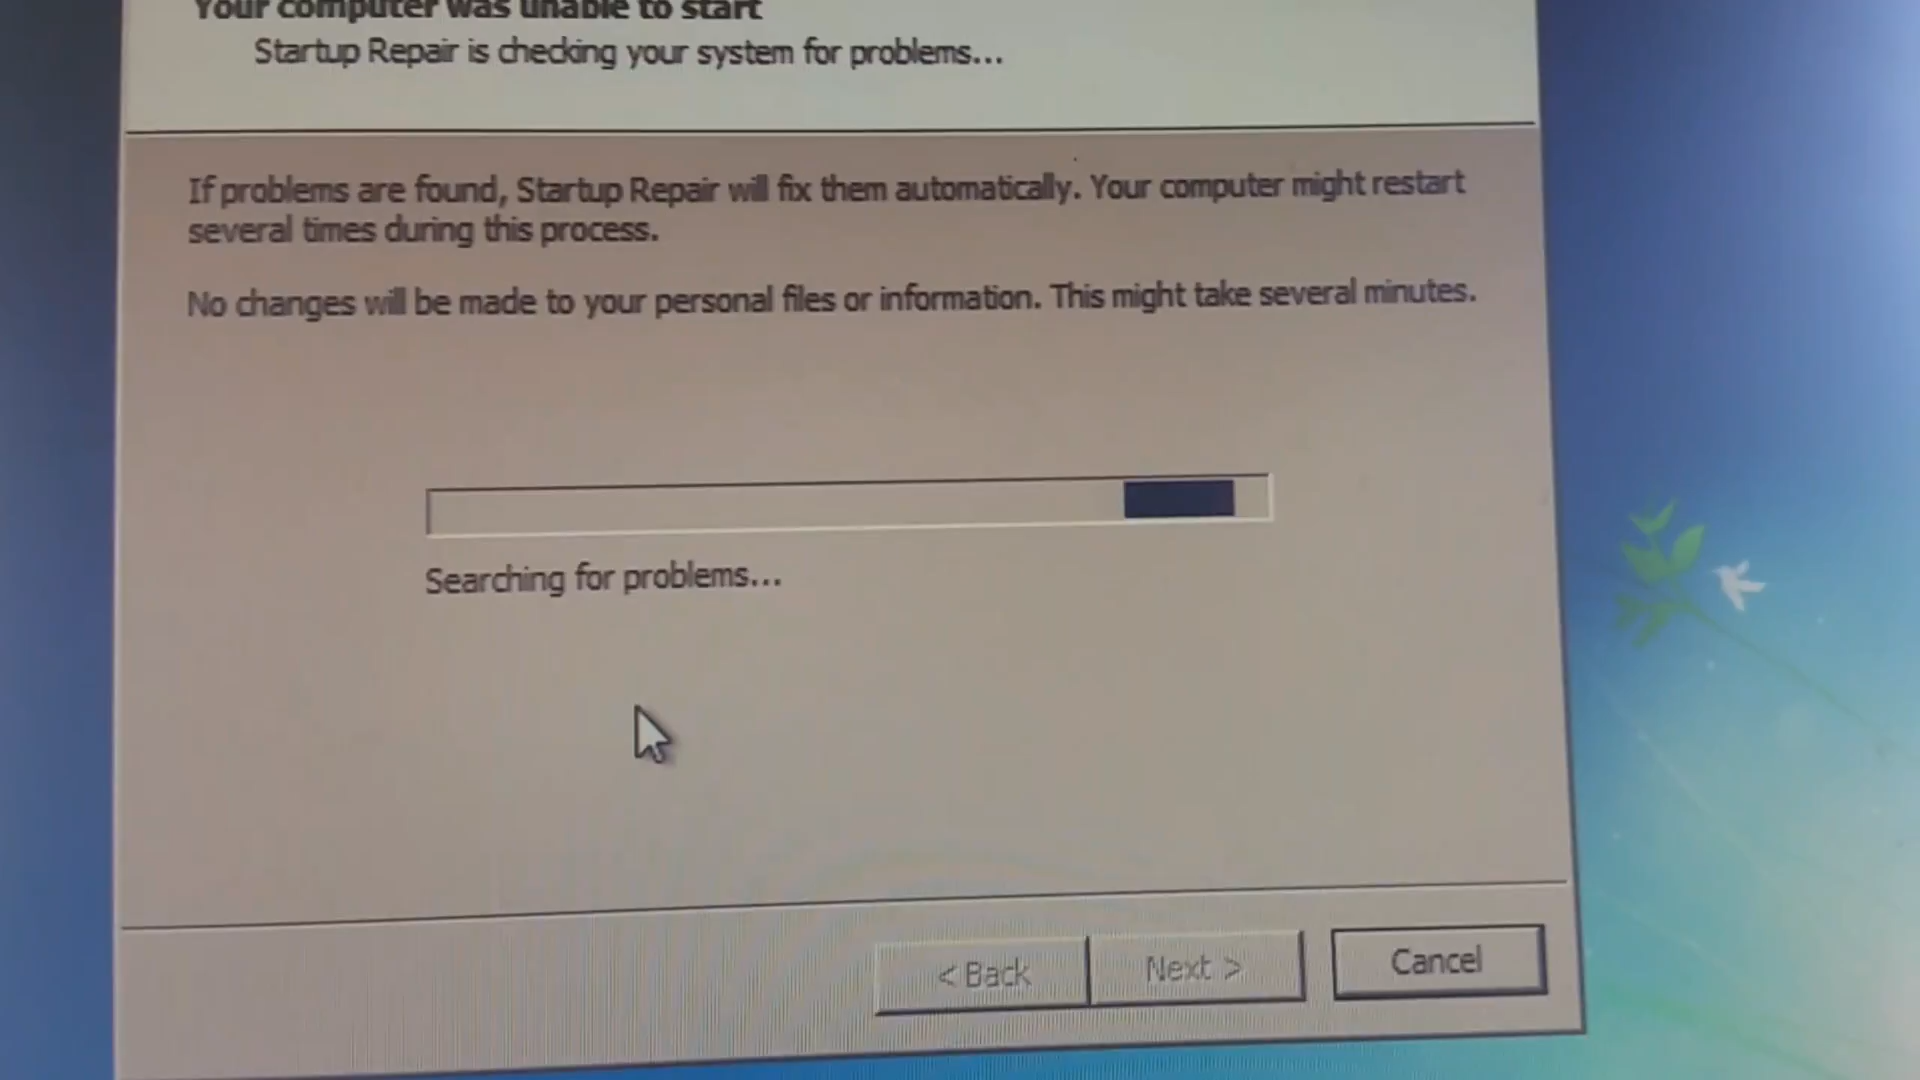 Your computer was unable to start
Startup Repair is checking your system for problems...
If problems are found, Startup Repair will fix them automatically. Your computer might restart
several times during this process.
No changes will be made to your personal files or information. This might take several minutes.
Searching for problems...
< Back
Next >
Cancel